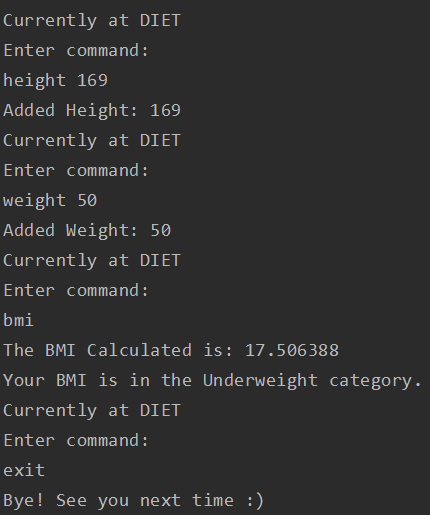 Currently at DIET
Enter command:
height 169
Added Height: 169
Currently at DIET
Enter command:
weight 50
Added Weight: 50
Currently at DIET
Enter command:
bmi
The BMI Calculated is: 17.506388
Your BMI is in the Underweight category.
Currently at DIET
Enter command:
exit
Bye! See you next time :)